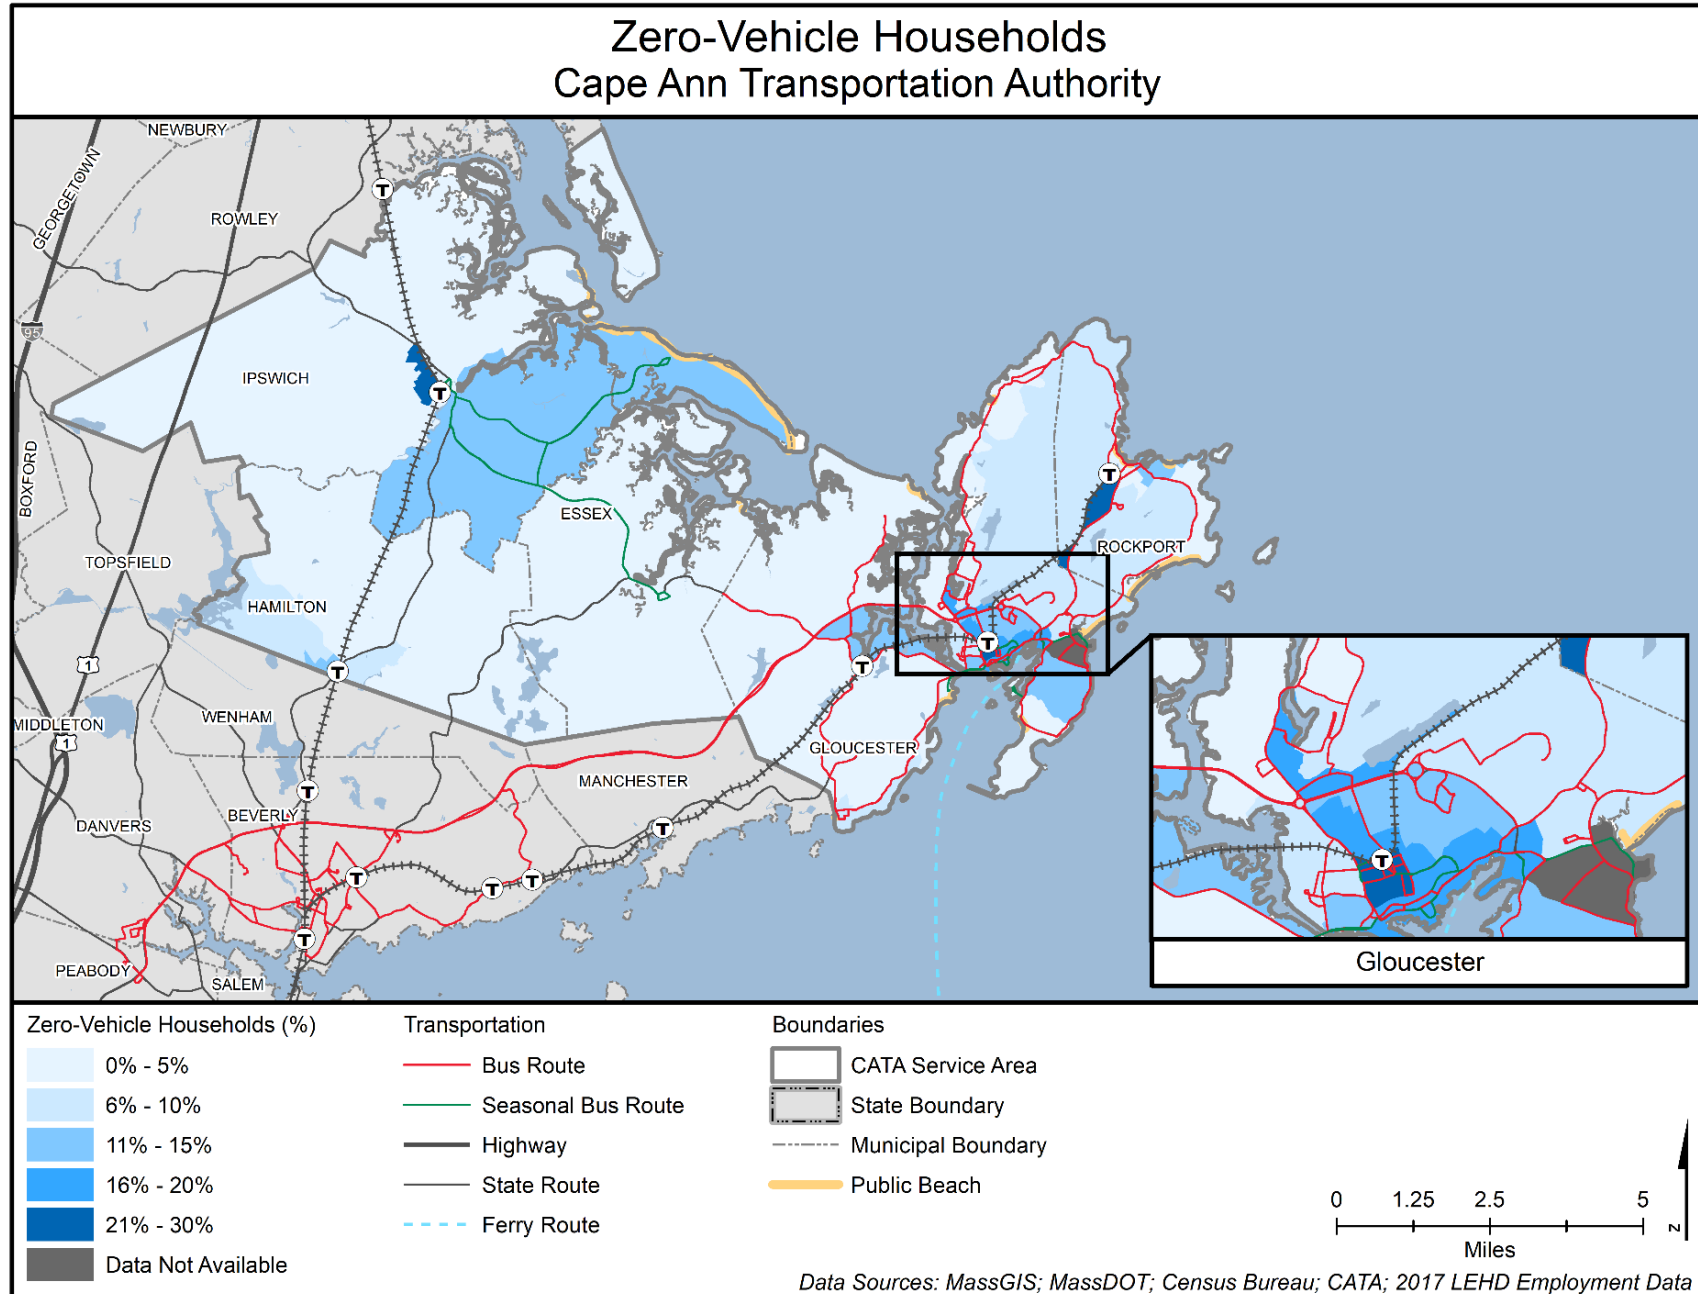 Zero-Vehicle Households
Cape Ann Transportation Authority
NEWBURY
GEORGETOWN
ROWLEY
95
IPSWICH
BOXFORD
ESSEX
TOPSFIELD
ROCKPORT
HAMILTON
1
WENHAM
MIDDLETON
1
GLOUCESTER
MANCHESTER
BEVERLY
DANVERS
PEABODY
SALEM
T
T
T
T
T
T
T
T
T
T
T
T
T
Gloucester
Zero-Vehicle Households (%)
0% - 5%
6% - 10%
11% - 15%
16% - 20%
21% - 30%
Data Not Available
Transportation
Bus Route
Seasonal Bus Route
Highway
State Route
Ferry Route
Boundaries
CATA Service Area
State Boundary
Municipal Boundary
Public Beach
0 1.25 2.5 5
Miles
N
Data Sources: MassGIS; MassDOT; Census Bureau; CATA; 2017 LEHD Employment Data